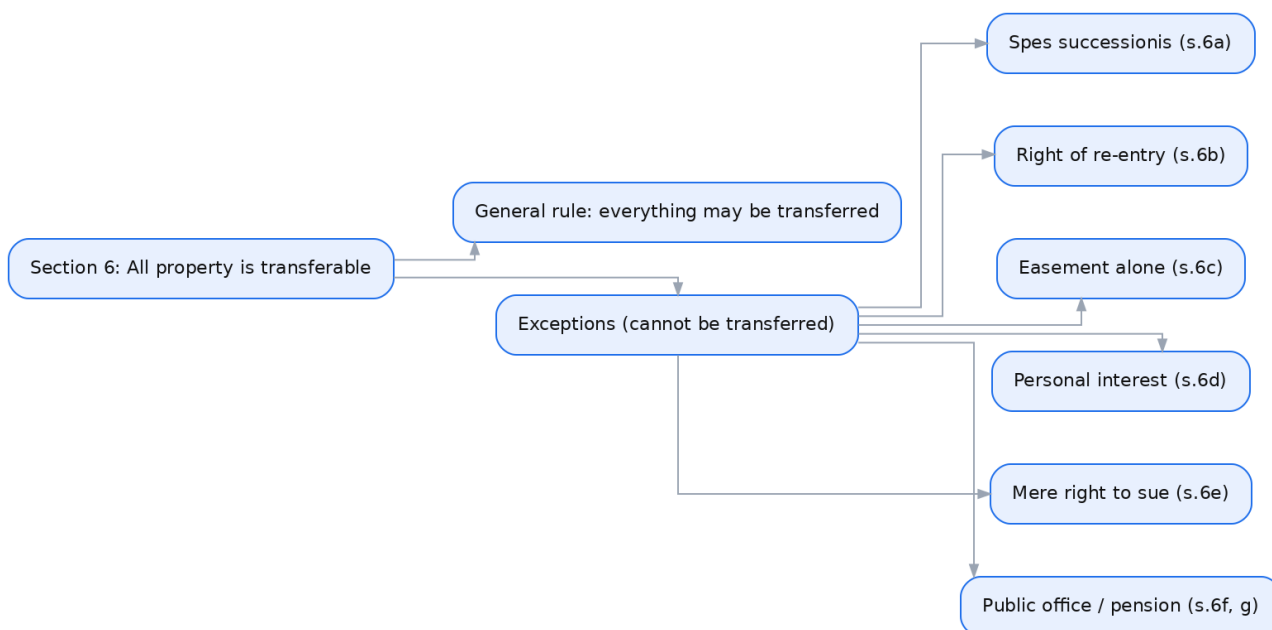 Section 6: All property is transferable
General rule: everything may be transferred
Exceptions (cannot be transferred)
Spes successionis (s.6a)
Right of re-entry (s.6b)
Easement alone (s.6c)
Personal interest (s.6d)
Mere right to sue (s.6e)
Public office / pension (s.6f, g)